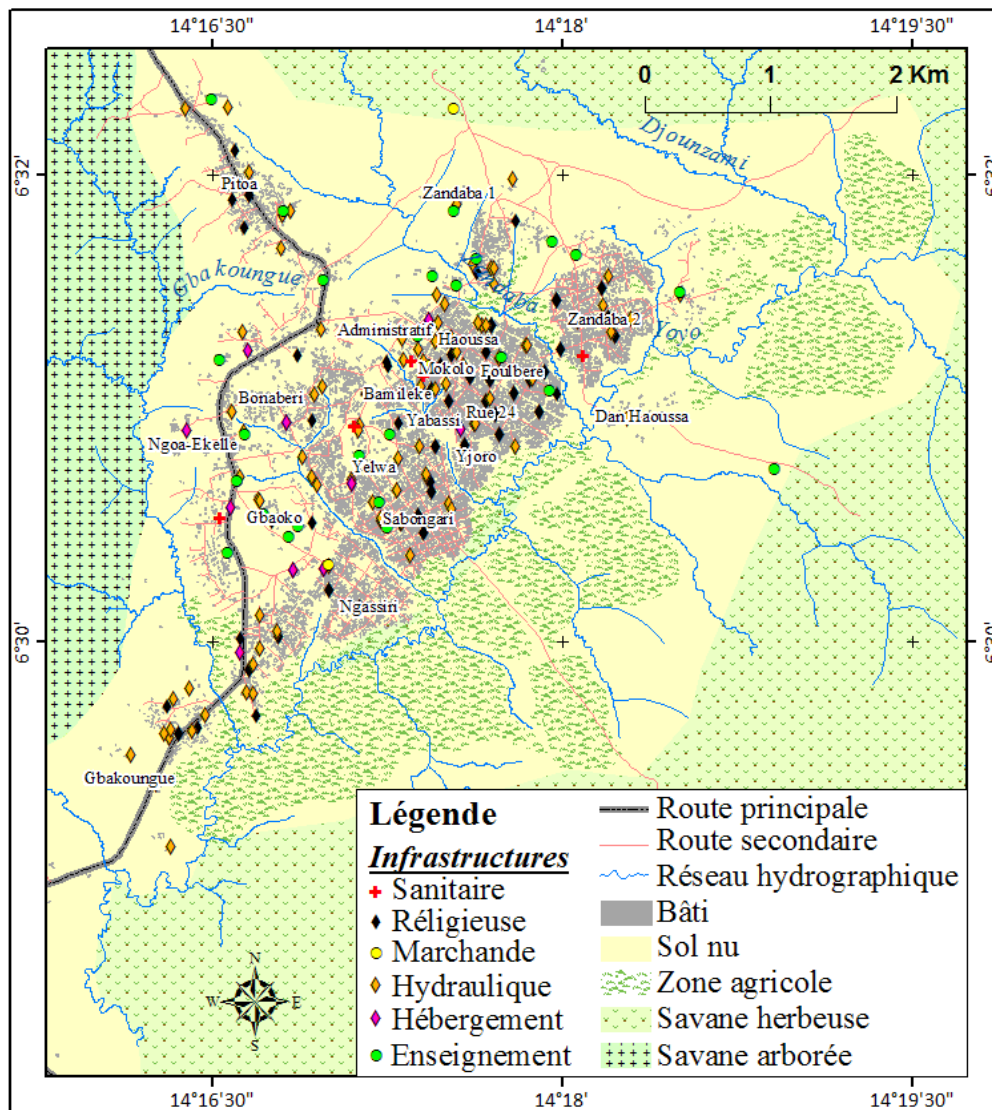 14°16'30" 14°18' 14°19'30"
0 1 2 Km
Djounzami
6°32' 6°32'
Pitoa
Zandaba 1
Gbakoungue
Zandaba
Zandaba 2
Yoyo
Administratif
Haoussa
Mokolo
Foulbere
Bamileke
Bonaberi
Rue 24
Dan Haoussa
Yabassi
Ngoa-Ekelle
Yjoro
Yelwa
Gbaoko
Sabongari
Ngassiri
6°30' 6°30'
Gbakoungue
Légende
Infrastructures
Sanitaire
Réligieuse
Marchande
Hydraulique
Hébergement
Enseignement
Route principale
Route secondaire
Réseau hydrographique
Bâti
Sol nu
Zone agricole
Savane herbeuse
Savane arborée
N
W E
S
14°16'30" 14°18' 14°19'30"